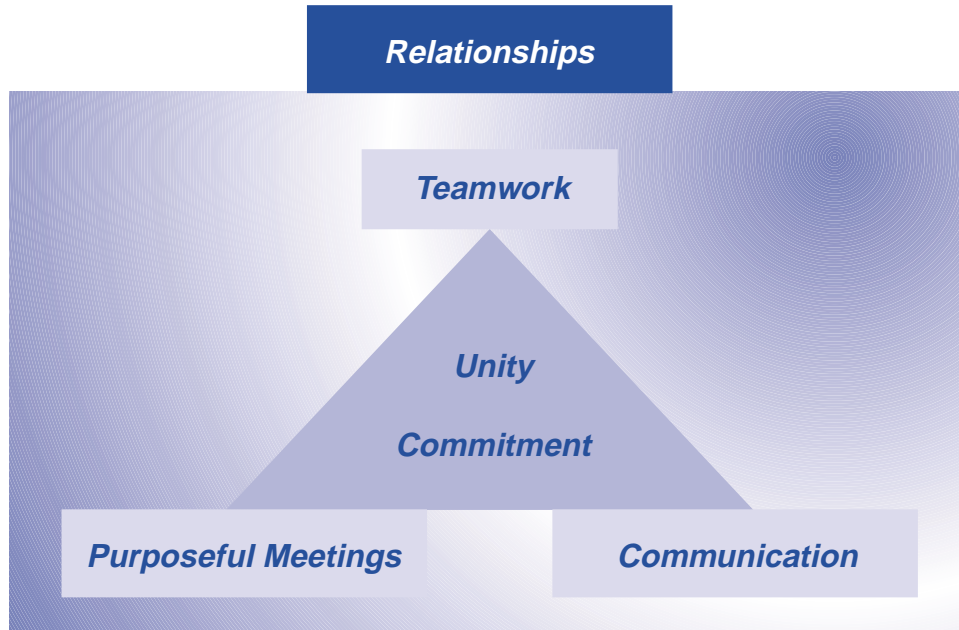 Relationships
Teamwork
Unity
Commitment
Purposeful Meetings
Communication